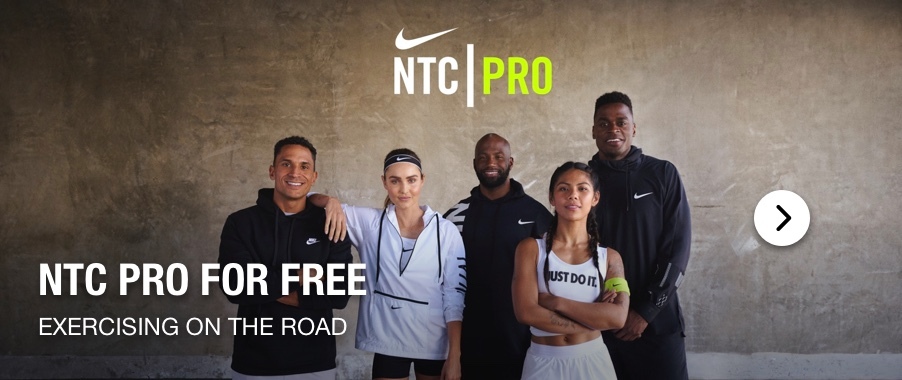 NTC | PRO
JUST DO IT.
NTC PRO FOR FREE
EXERCISING ON THE ROAD